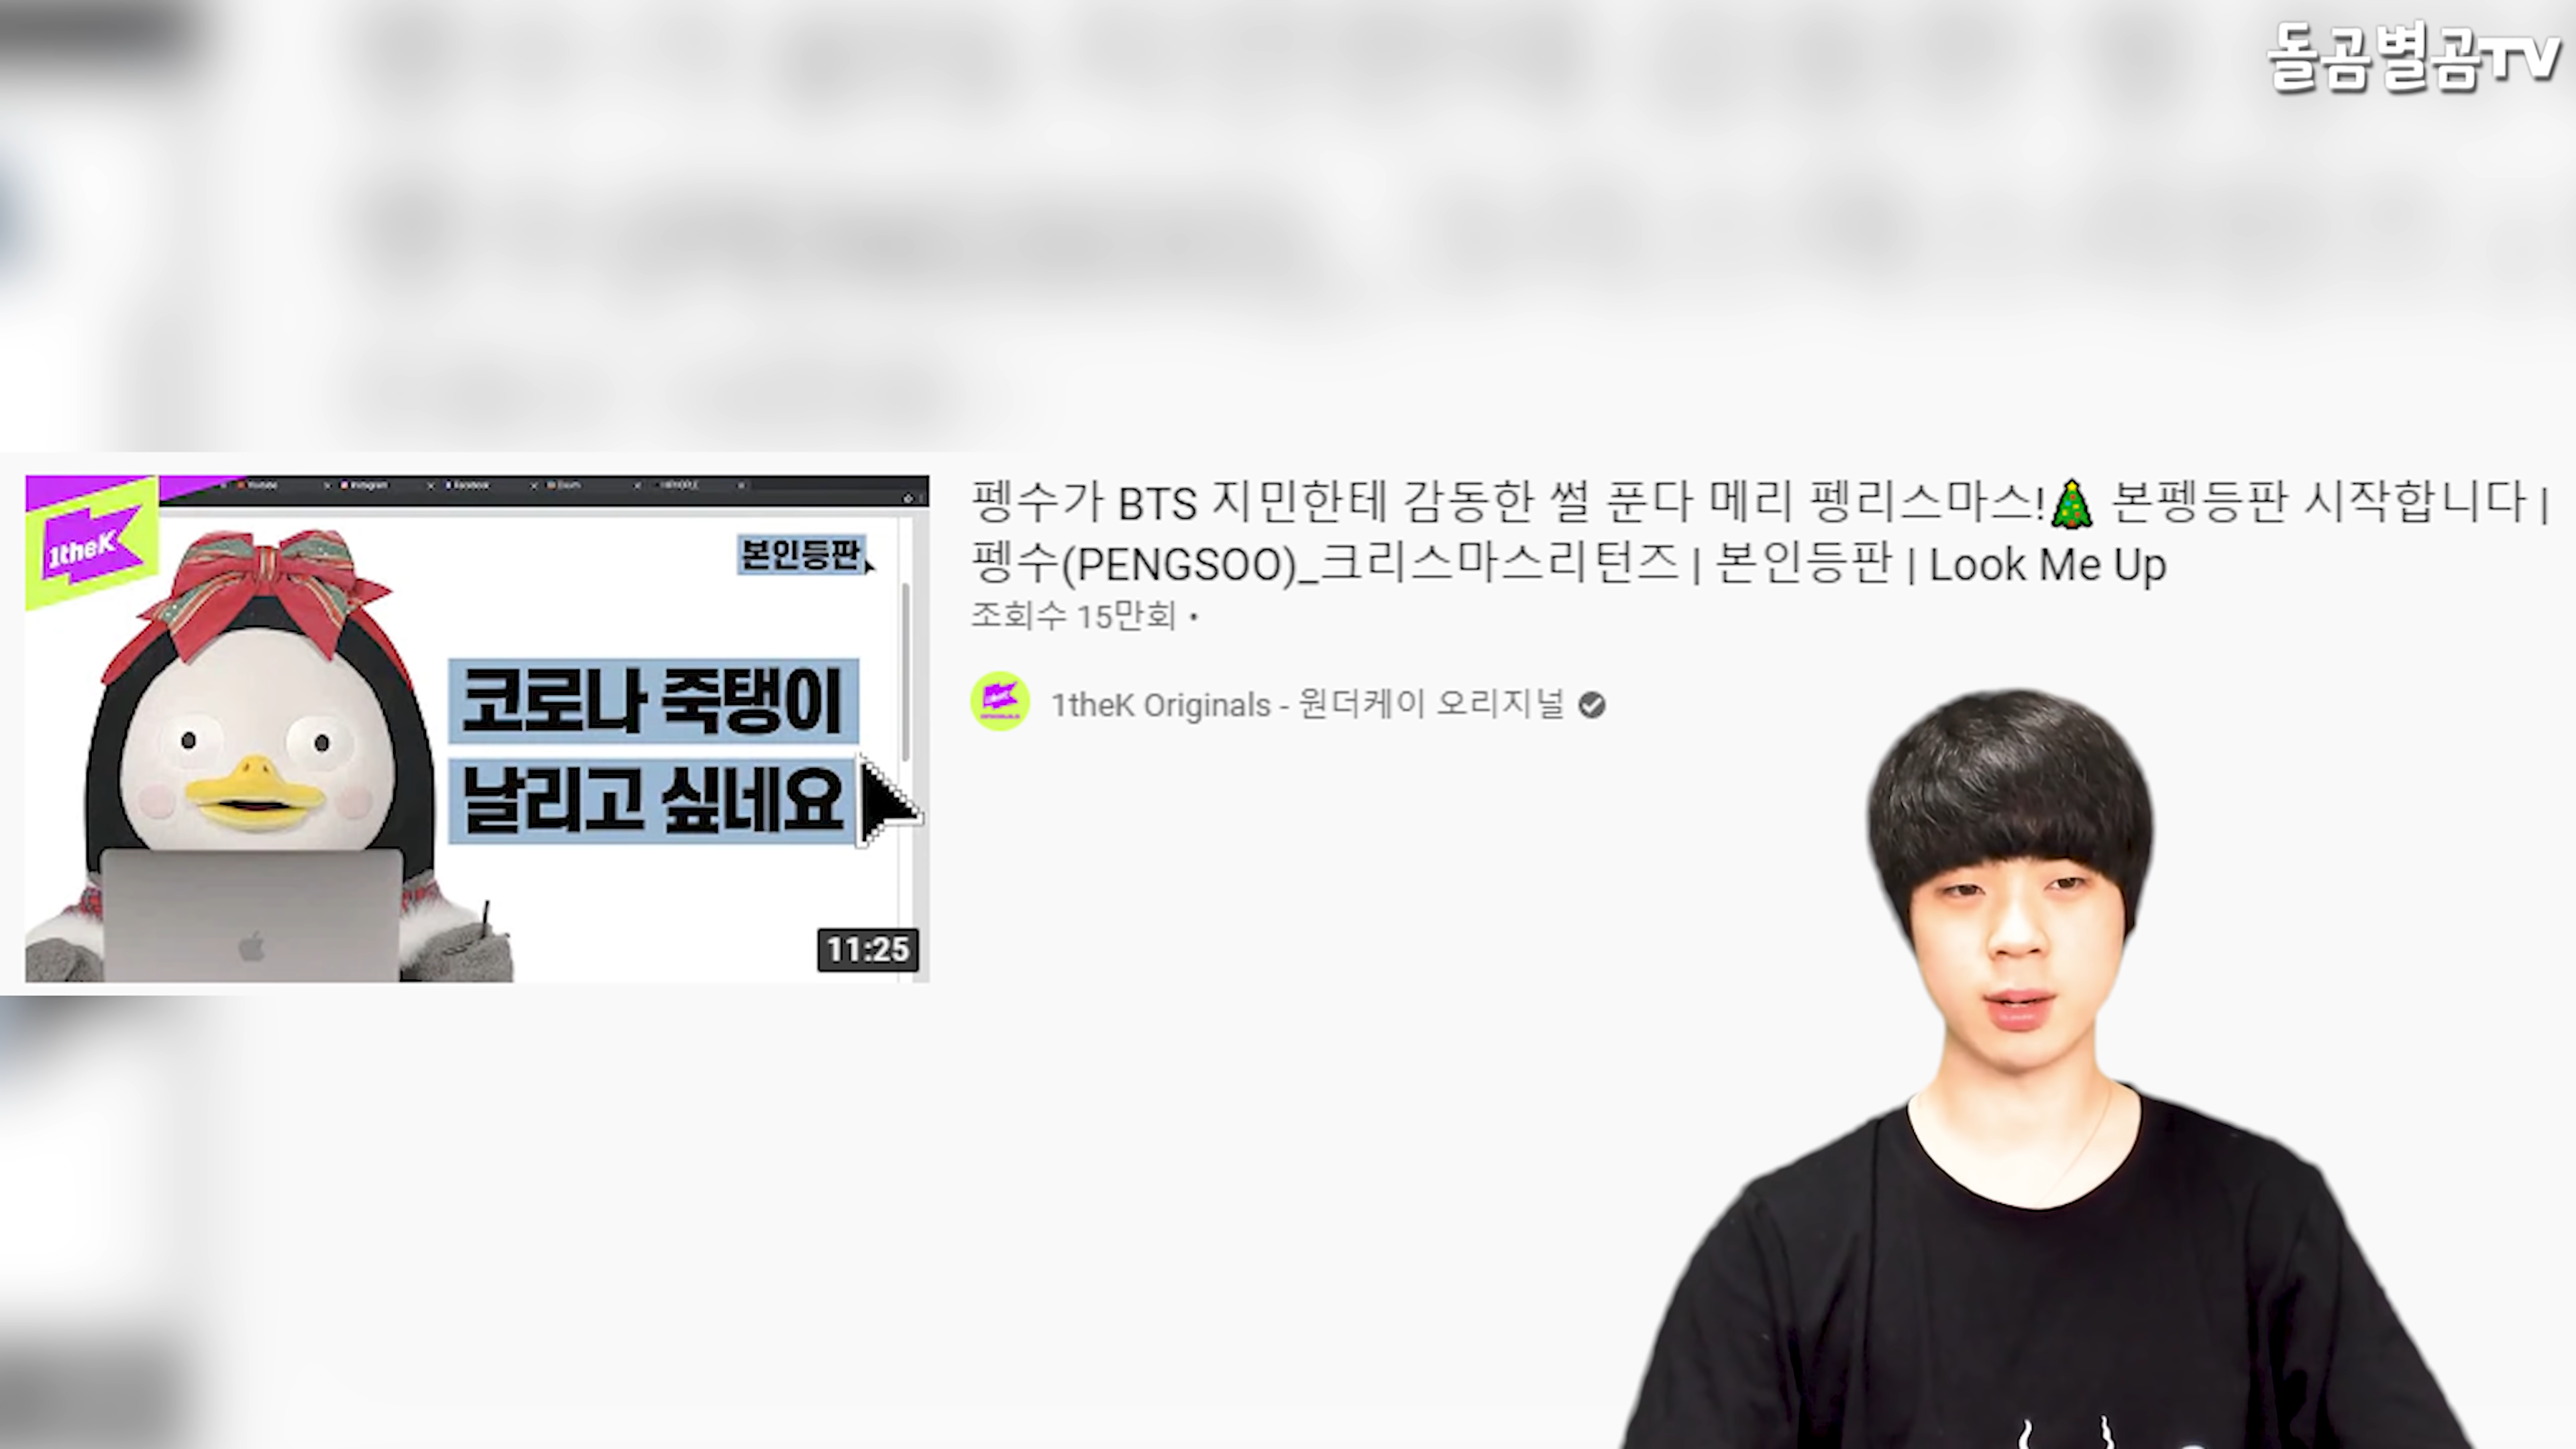 돌곰별곰TV
1theK
본인등판
코로나 죽탱이
날리고 싶네요
11:25
펭수가 BTS 지민한테 감동한 썰 푼다 메리 펭리스마스!🎄 본펭등판 시작합니다 |
펭수(PENGSOO)_크리스마스리턴즈 | 본인등판 | Look Me Up
조회수 15만회 •
1theK Originals - 원더케이 오리지널